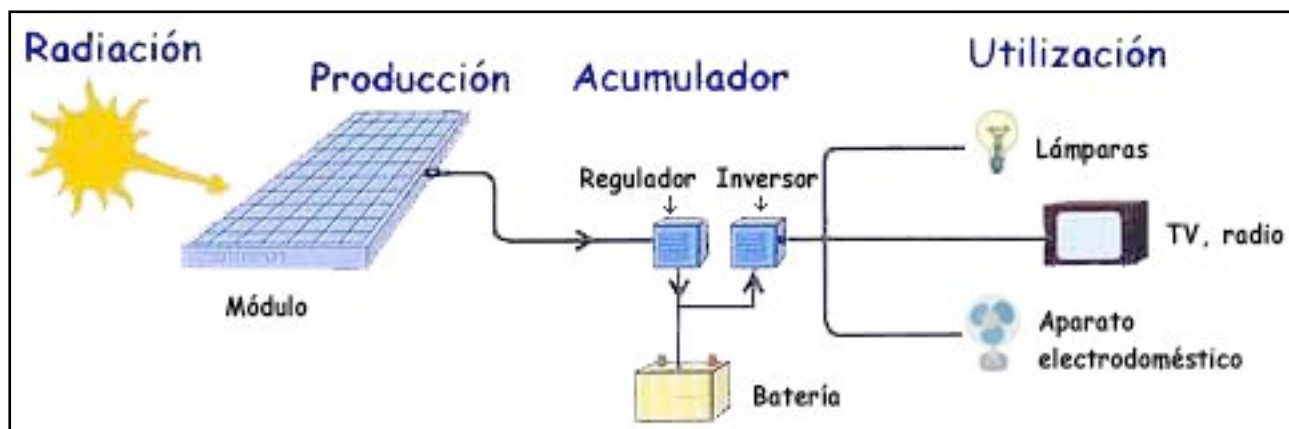 Radiación
Producción
Acumulador
Utilización
Módulo
Regulador
Inversor
Batería
Lámparas
TV, radio
Aparato
electrodoméstico